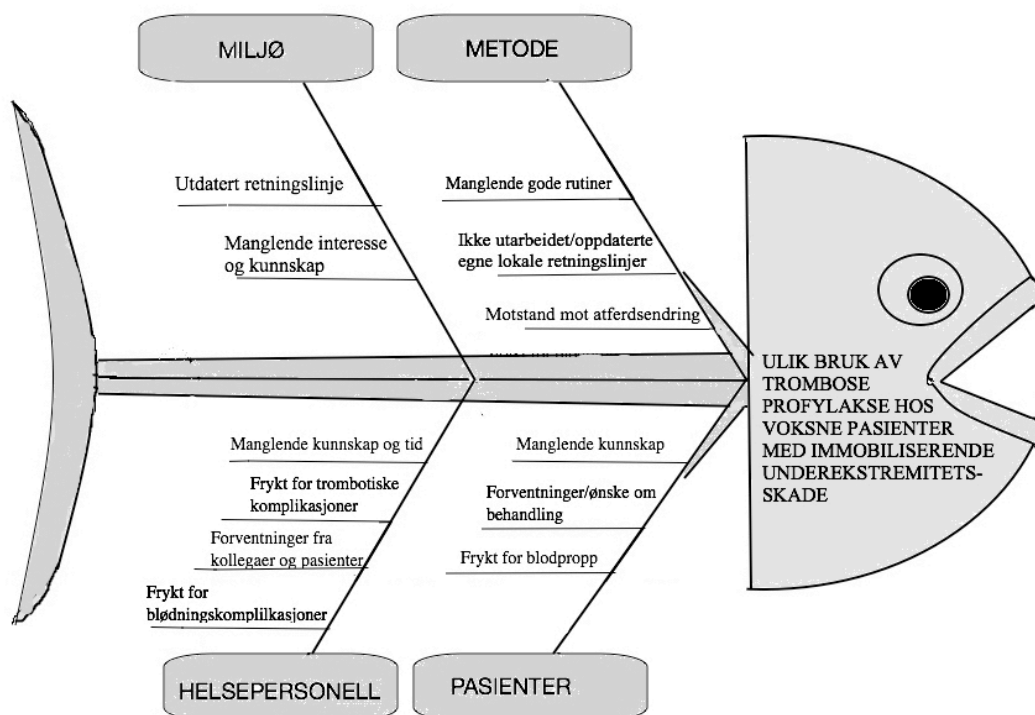 MILJØ
METODE
Utdatert retningslinje
Manglende interesse
og kunnskap
Manglende gode rutiner
Ikke utarbeidet/oppdaterte
egne lokale retningslinjer
Motstand mot atferdsendring
ULIK BRUK AV
TROMBOSE
PROFYLAKSE HOS
VOKSNE PASIENTER
MED IMMOBILISERENDE
UNDEREKSTREMITETS-
SKADE
Manglende kunnskap og tid
Frykt for trombotiske
komplikasjoner
Forventninger fra
kollegaer og pasienter
Frykt for
blødningskomplilkasjoner
Manglende kunnskap
Forventninger/ønske om
behandling
Frykt for blodpropp
HELSEPERSONELL
PASIENTER